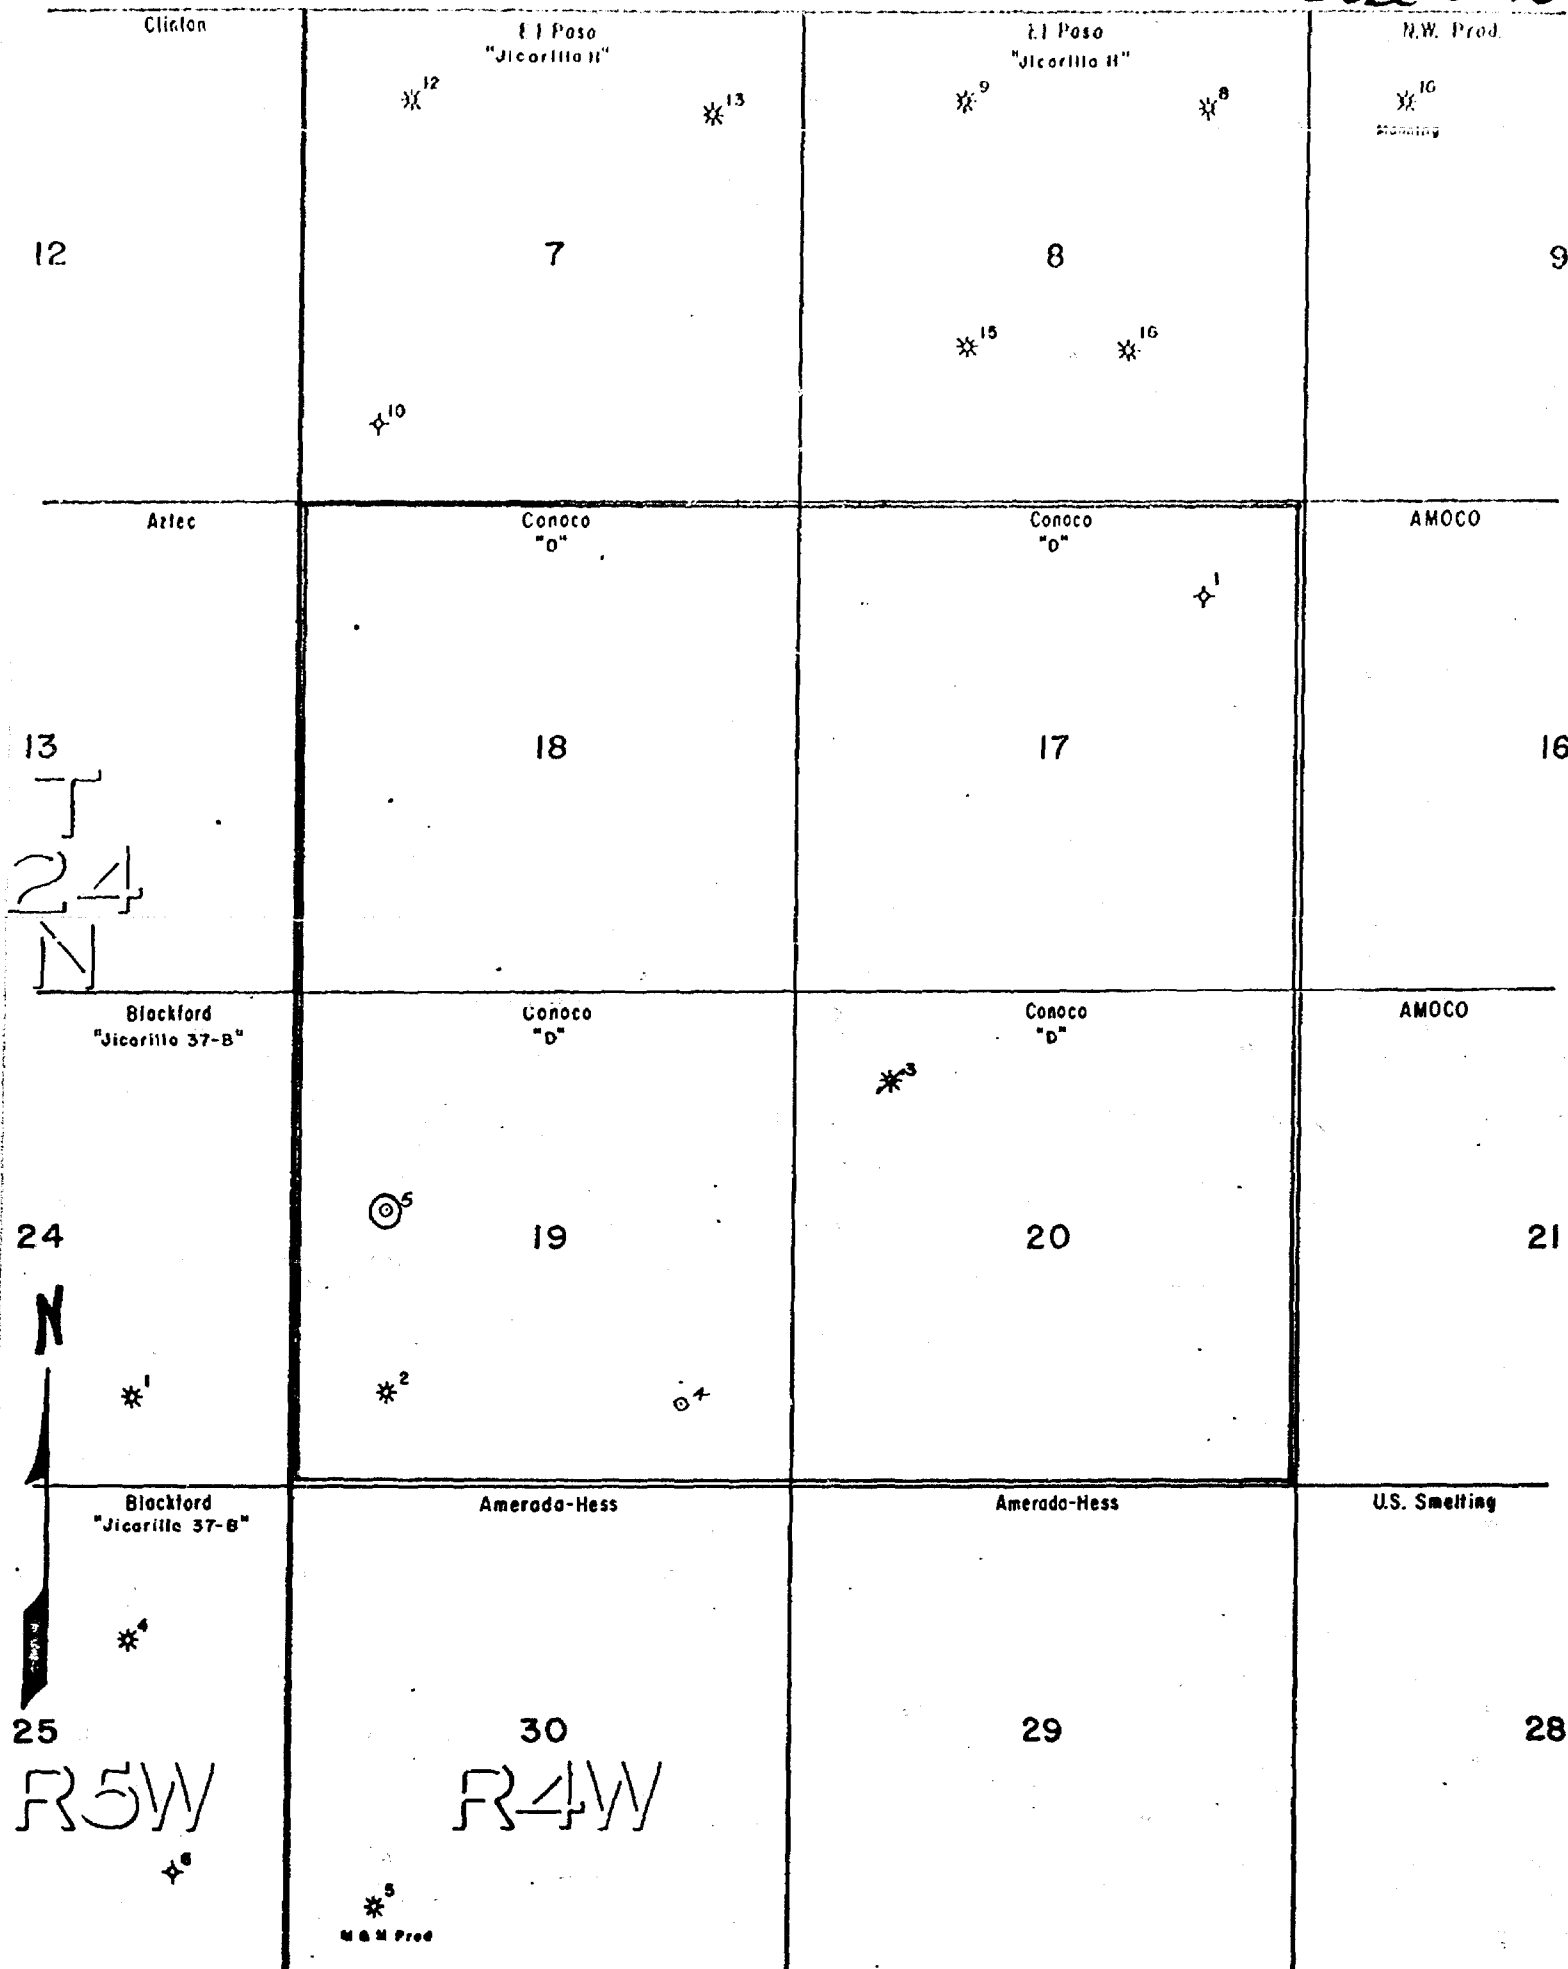 Clinton
El Paso
"Jicarilla H"
El Paso
"Jicarilla H"
N.W. Prod.
12
13
9
8
16
Manning
12
7
8
9
15
16
10
Aztec
Conoco
"D"
Conoco
"D"
AMOCO
1
13
18
17
16
T
24
N
Blackford
"Jicarilla 37-B"
Conoco
"D"
Conoco
"D"
AMOCO
3
5
24
19
20
21
N
1
2
4
Blackford
"Jicarilla 37-B"
Amerada-Hess
Amerada-Hess
U.S. Smelting
4
25
30
29
28
R5W
R4W
6
5
M & M Prod